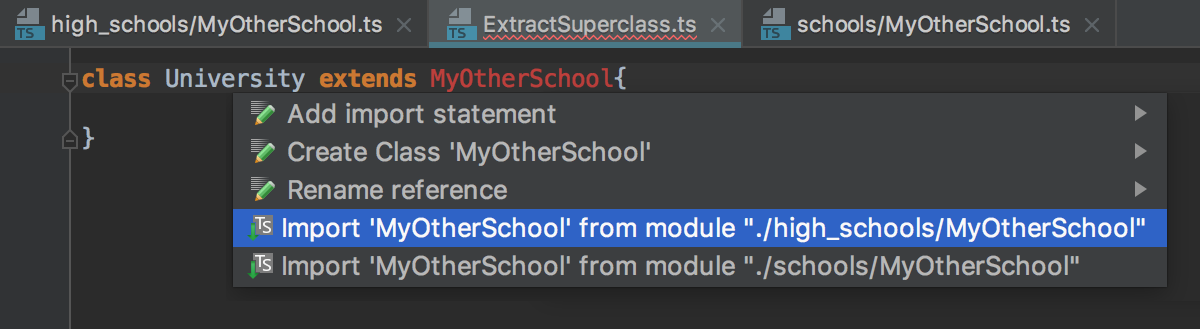 TS high_schools/MyOtherSchool.ts TS ExtractSuperclass.ts TS schools/MyOtherSchool.ts
class University extends MyOtherSchool{
Add import statement
}
Create Class 'MyOtherSchool'
Rename reference
Ts Import 'MyOtherSchool' from module "./high_schools/MyOtherSchool"
Ts Import 'MyOtherSchool' from module "./schools/MyOtherSchool"